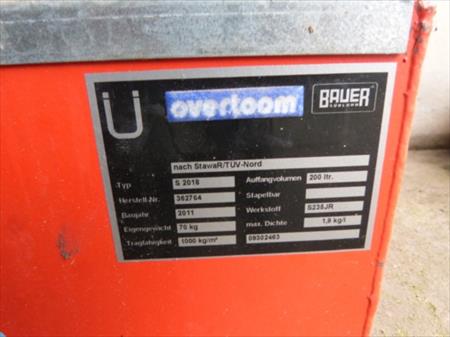 Ü overtoom BAUER
nach StawaR/TÜV-Nord
Typ S 2018 Auffangvolumen 200 ltr.
Herstell-Nr. 362764 Stapelbar
Baujahr 2011 Werkstoff S235JR
Eigengewicht 70 kg max. Dichte 1,9 kg/l
Tragfähigkeit 1000 kg/m² 09302463